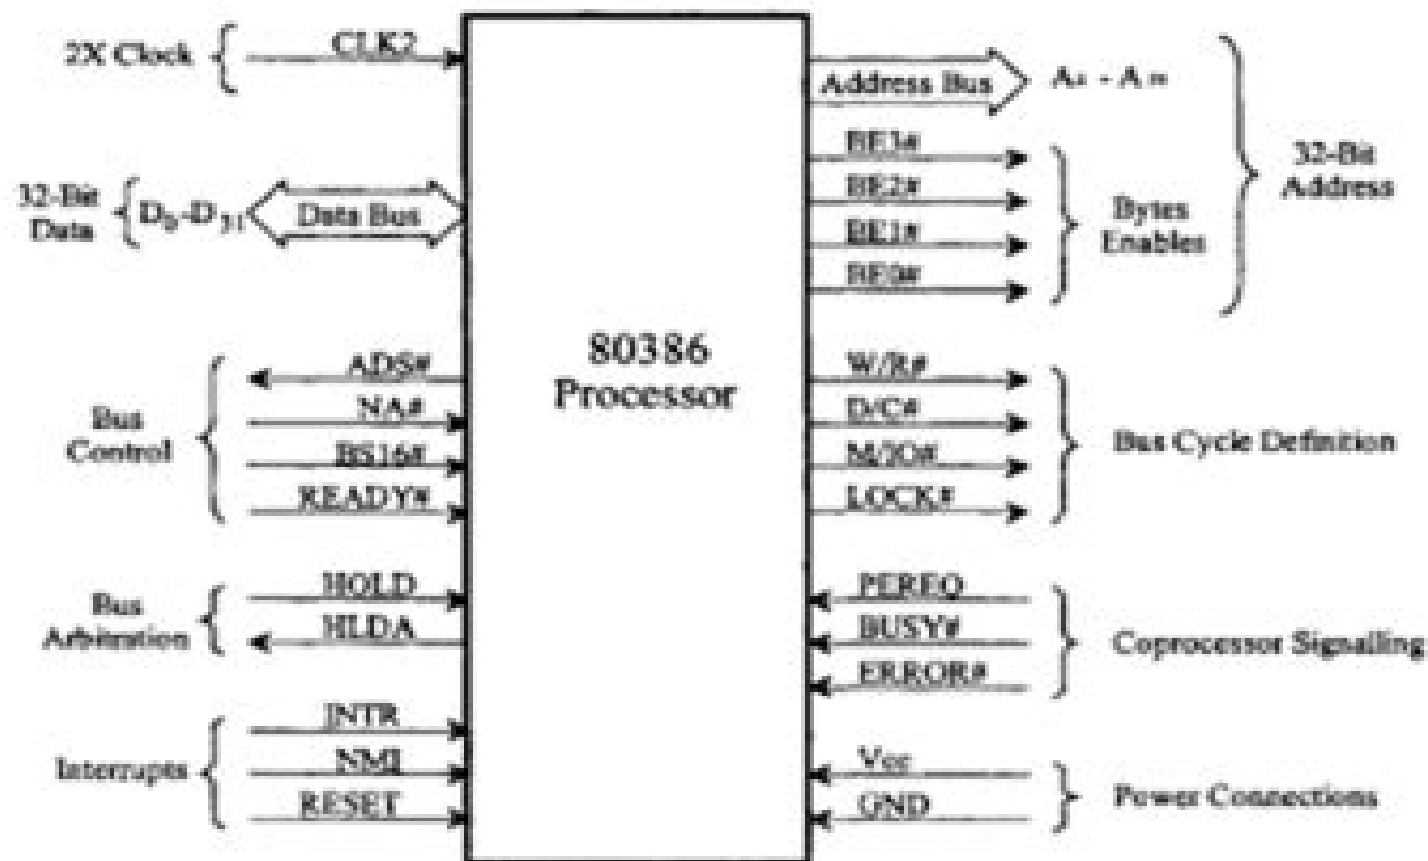 2X Clock
CLK2
32-Bit
Data
D0-D31
Data Bus
Bus
Control
ADS#
NA#
BS16#
READY#
Bus
Arbitration
HOLD
HLDA
Interrupts
INTR
NMI
RESET
80386
Processor
Address Bus
BE3#
BE2#
BE1#
BE0#
Bytes
Enables
32-Bit
Address
W/R#
D/C#
M/IO#
LOCK#
Bus Cycle Definition
PEREQ
BUSY#
ERROR#
Coprocessor Signalling
Vcc
GND
Power Connections